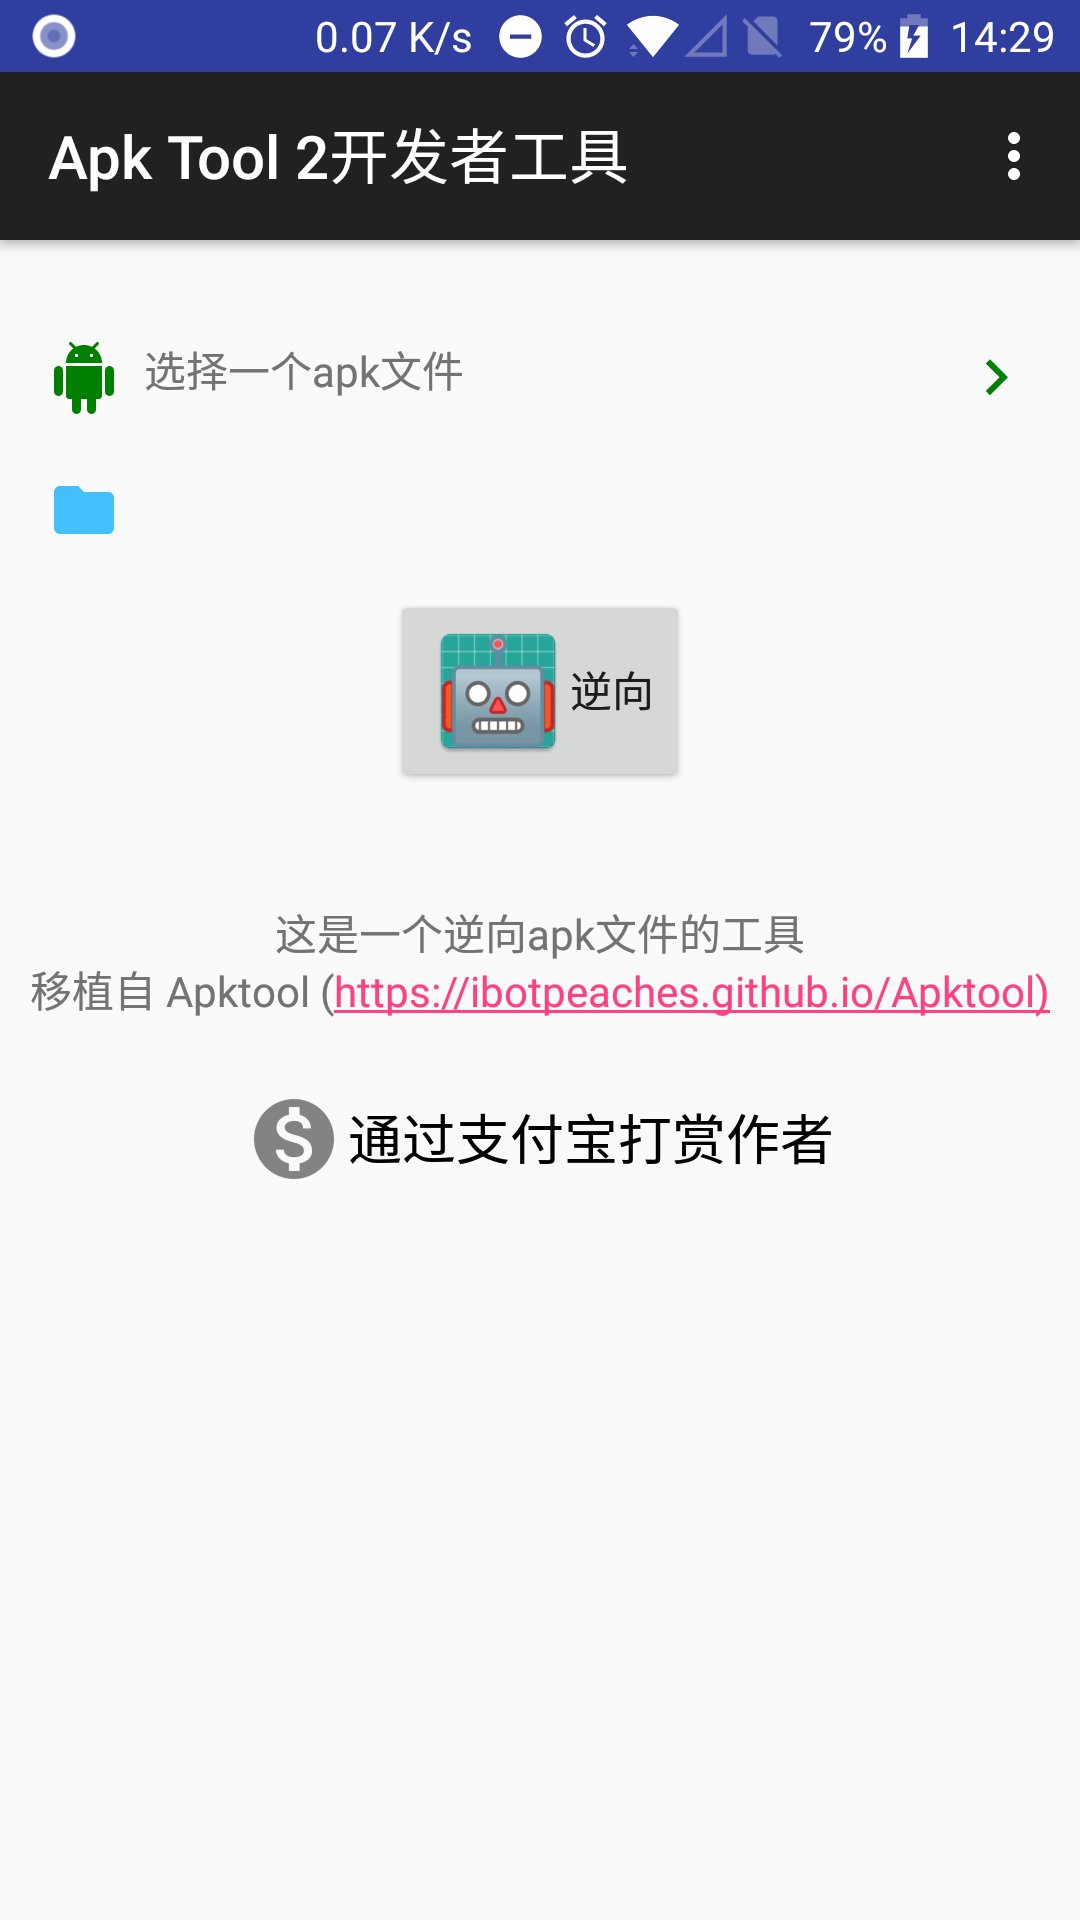 0.07 K/s 79% 14:29
Apk Tool 2开发者工具
选择一个apk文件
逆向
这是一个逆向apk文件的工具
移植自 Apktool (https://ibotpeaches.github.io/Apktool)
通过支付宝打赏作者